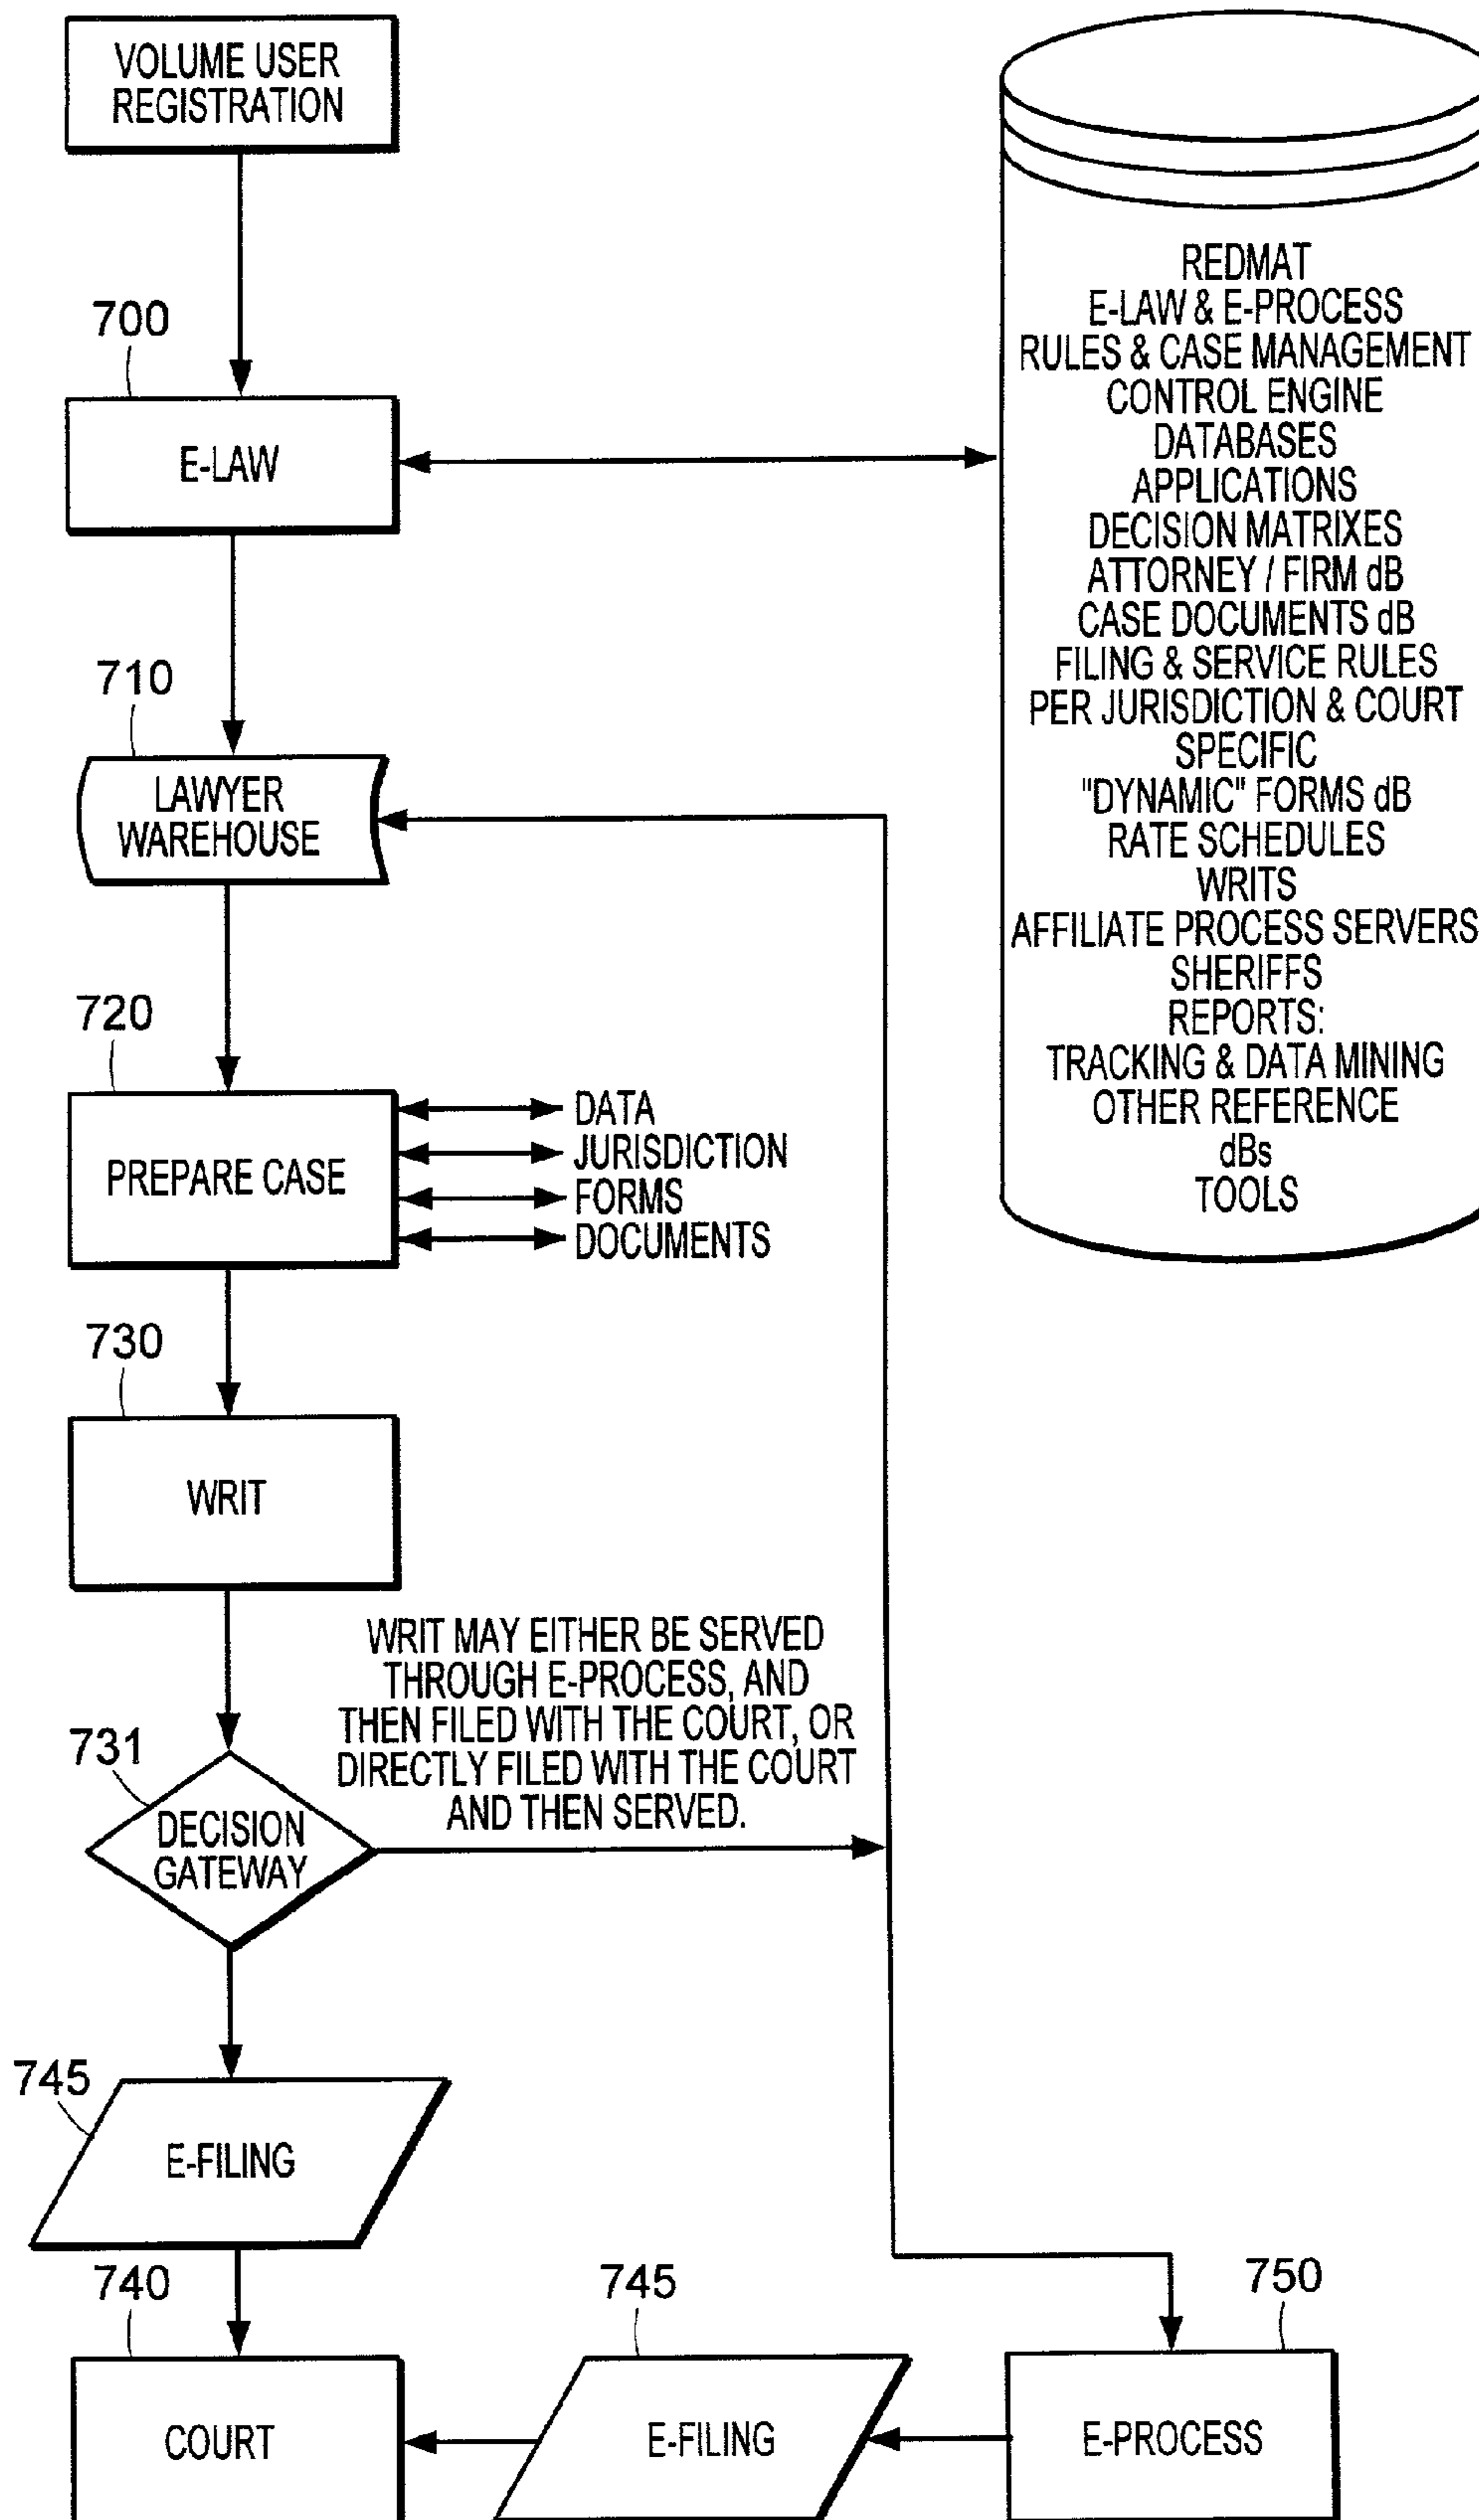 VOLUME USER
REGISTRATION
700
E-LAW
710
LAWYER
WAREHOUSE
720
PREPARE CASE
DATA
JURISDICTION
FORMS
DOCUMENTS
730
WRIT
WRIT MAY EITHER BE SERVED
THROUGH E-PROCESS, AND
THEN FILED WITH THE COURT, OR
DIRECTLY FILED WITH THE COURT
AND THEN SERVED.
731
DECISION
GATEWAY
745
E-FILING
740
COURT
745
E-FILING
750
E-PROCESS
REDMAT
E-LAW & E-PROCESS
RULES & CASE MANAGEMENT
CONTROL ENGINE
DATABASES
APPLICATIONS
DECISION MATRIXES
ATTORNEY / FIRM dB
CASE DOCUMENTS dB
FILING & SERVICE RULES
PER JURISDICTION & COURT
SPECIFIC
"DYNAMIC" FORMS dB
RATE SCHEDULES
WRITS
AFFILIATE PROCESS SERVERS
SHERIFFS
REPORTS:
TRACKING & DATA MINING
OTHER REFERENCE
dBs
TOOLS